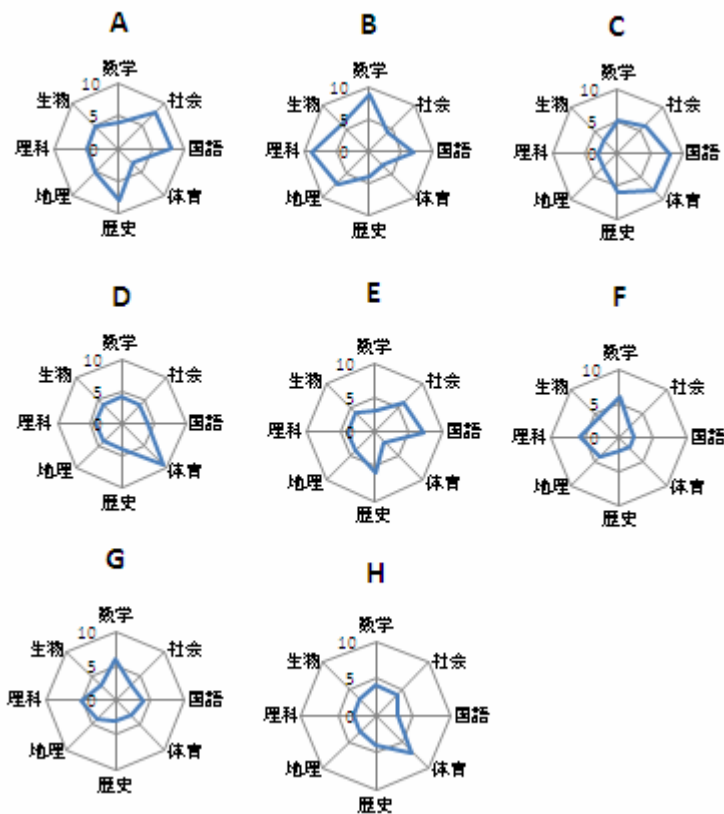 A
数学
10
社会
生物
5
理科
0
国語
地理
体育
歴史
B
数学
10
社会
生物
5
理科
0
国語
地理
体育
歴史
C
数学
10
社会
生物
5
理科
0
国語
地理
体育
歴史
D
数学
10
社会
生物
5
理科
0
国語
地理
体育
歴史
E
数学
10
社会
生物
5
理科
0
国語
地理
体育
歴史
F
数学
10
社会
生物
5
理科
0
国語
地理
体育
歴史
G
数学
10
社会
生物
5
理科
0
国語
地理
体育
歴史
H
数学
10
社会
生物
5
理科
0
国語
地理
体育
歴史